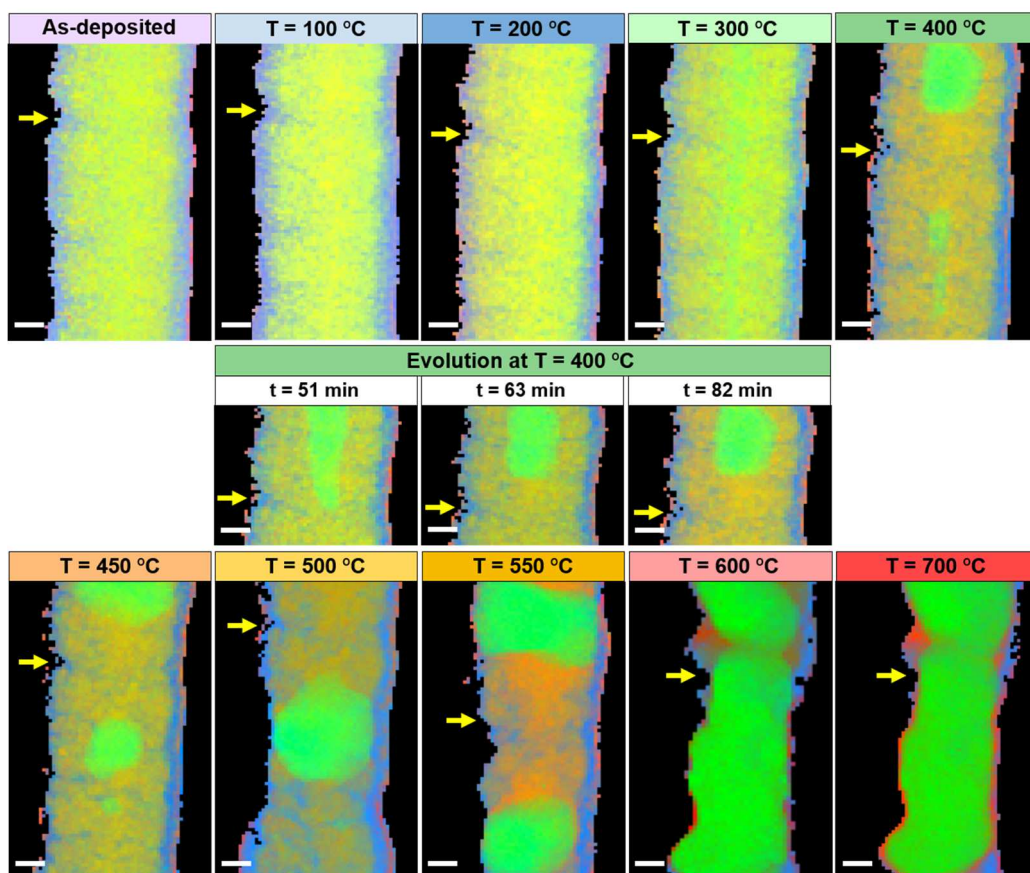 As-deposited
T = 100 °C
T = 200 °C
T = 300 °C
T = 400 °C
Evolution at T = 400 °C
t = 51 min
t = 63 min
t = 82 min
T = 450 °C
T = 500 °C
T = 550 °C
T = 600 °C
T = 700 °C